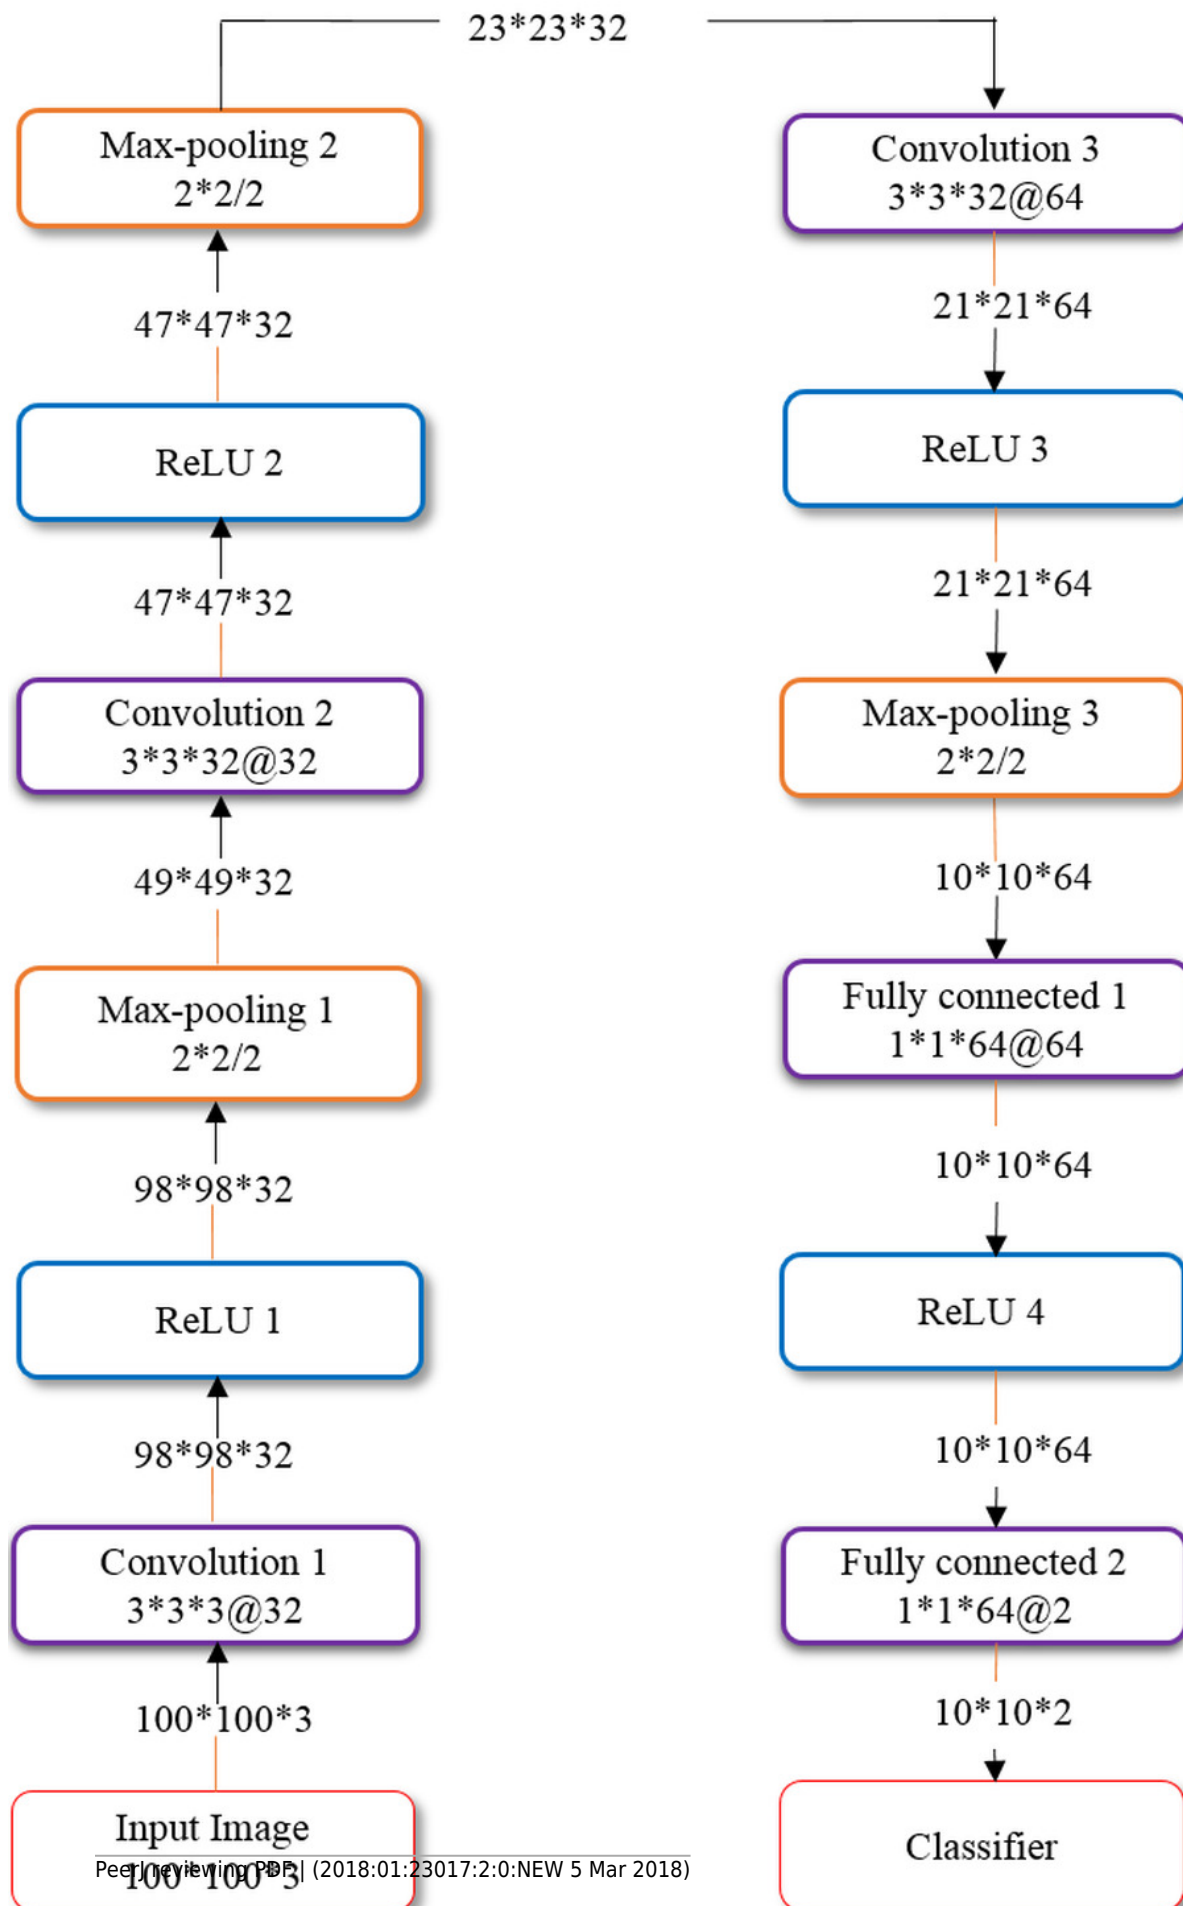 23*23*32
Max-pooling 2
2*2/2
47*47*32
ReLU 2
47*47*32
Convolution 2
3*3*32@32
49*49*32
Max-pooling 1
2*2/2
98*98*32
ReLU 1
98*98*32
Convolution 1
3*3*3@32
100*100*3
Input Image
100*100*3
Convolution 3
3*3*32@64
21*21*64
ReLU 3
21*21*64
Max-pooling 3
2*2/2
10*10*64
Fully connected 1
1*1*64@64
10*10*64
ReLU 4
10*10*64
Fully connected 2
1*1*64@2
10*10*2
Classifier
PeerJ reviewing PDF | (2018:01:23017:2:0:NEW 5 Mar 2018)